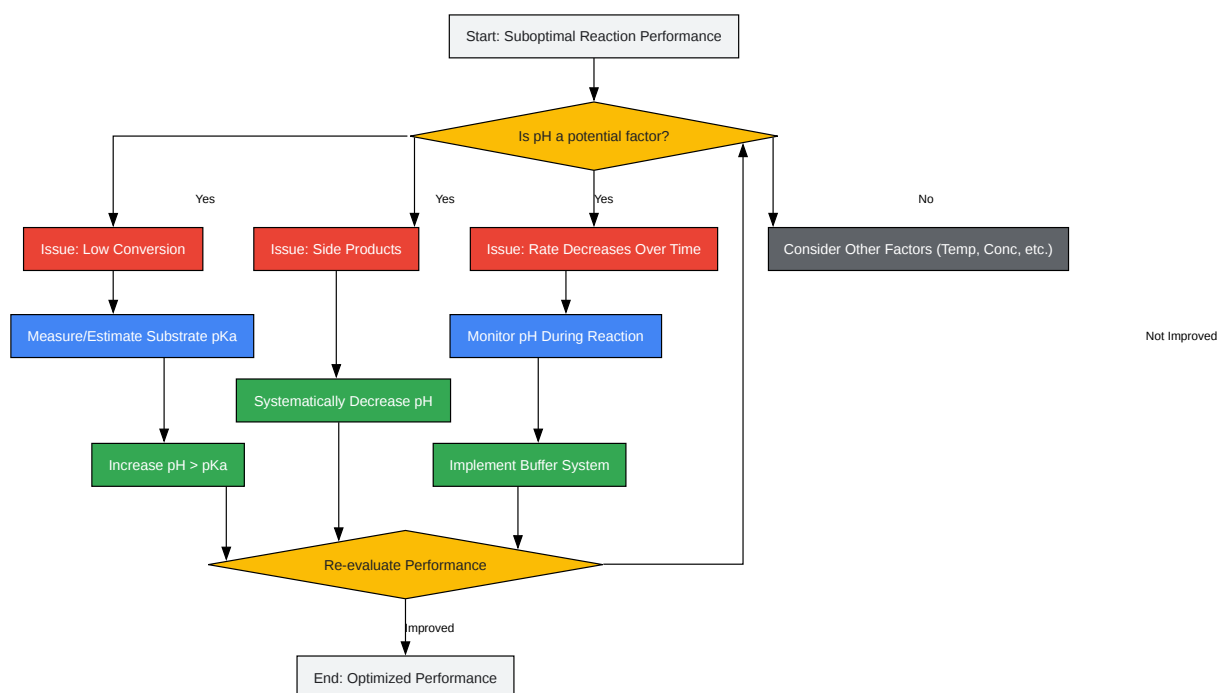 Start: Suboptimal Reaction Performance
Is pH a potential factor?
Yes
Yes
Yes
No
Issue: Low Conversion
Issue: Side Products
Issue: Rate Decreases Over Time
Consider Other Factors (Temp, Conc, etc.)
Measure/Estimate Substrate pKa
Monitor pH During Reaction
Not Improved
Systematically Decrease pH
Increase pH > pKa
Implement Buffer System
Re-evaluate Performance
Improved
End: Optimized Performance